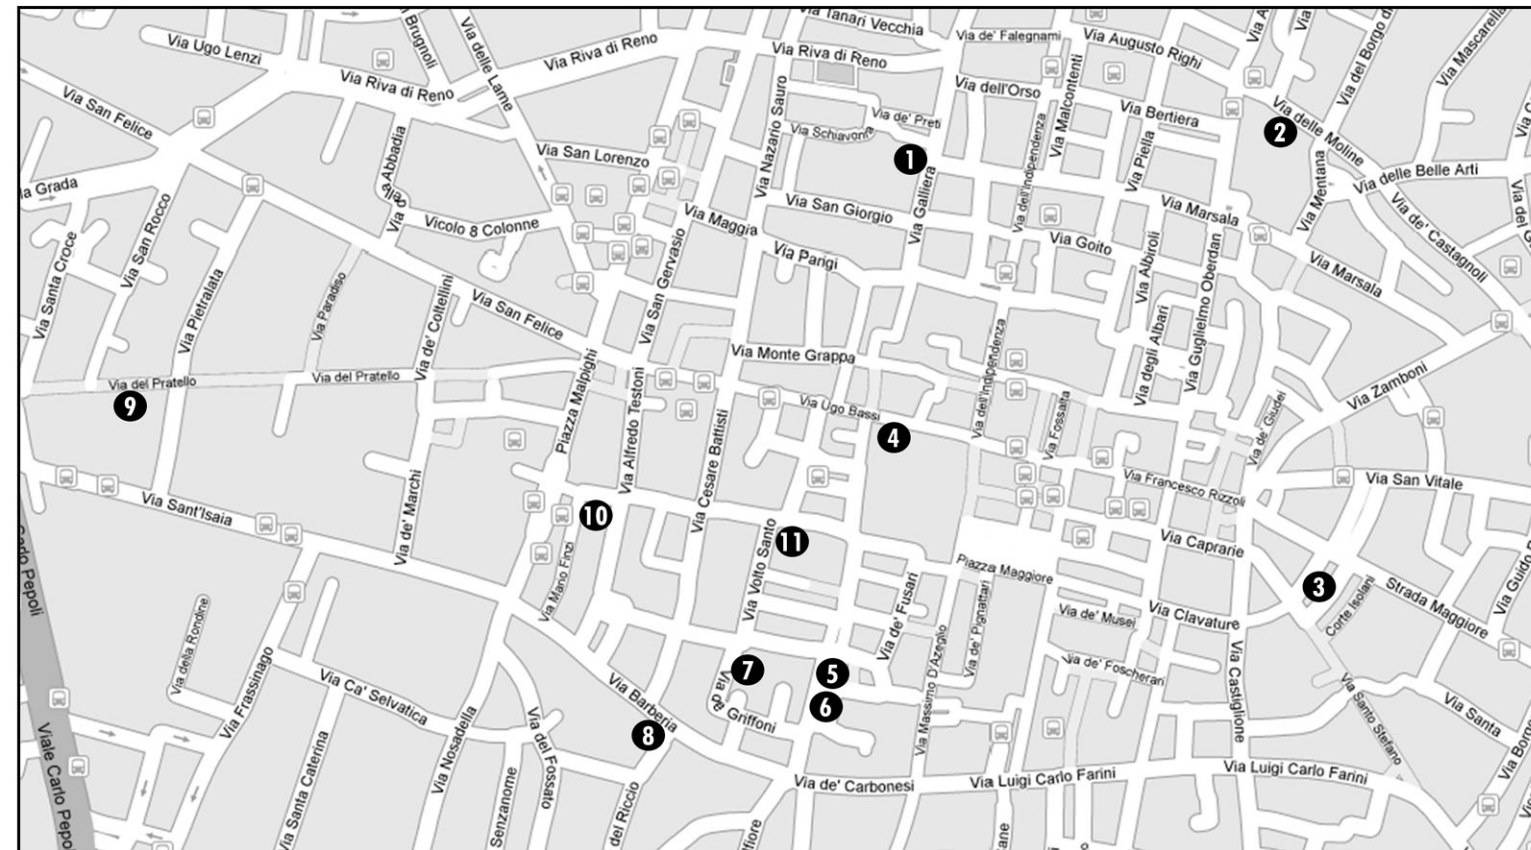 Via Tanari Vecchia
Via de' Falegnami
Via Augusto Righi
Via del Borgo
Via Mascarella
Via Ugo Lenzi
Brugnoli
Via delle Lame
Via Riva di Reno
Via Riva di Reno
Via Riva di Reno
Via dell'Orso
Via Malcontenti
Via Bertiera
Via delle Moline
2
Via San Felice
Via Nazario Sauro
Via de' Preti
Via Schiavonia
1
Via San Lorenzo
Via dell'Indipendenza
Via Piella
Via Mentana
Via delle Belle Arti
la Grada
Abbadia
Via San Rocco
Via Santa Croce
Vicolo 8 Colonne
Via Maggia
Via San Giorgio
Via Galliera
Via Goito
Via Marsala
Via de' Castagnoli
Via Parigi
Via Albiroli
Via Guglielmo Oberdan
Via Marsala
Via Pietralata
Via Paradiso
Via de' Coltellini
Via San Felice
Via San Gervasio
Via degli Albari
Via dell'Indipendenza
Via del Pratello
Via del Pratello
Via Monte Grappa
Via Zamboni
9
Piazza Malpighi
Via Alfredo Testoni
Via Cesare Battisti
Via Ugo Bassi
4
Via Fossalta
Via de' Giudei
Via Francesco Rizzoli
Via San Vitale
Via Sant'Isaia
Via de' Marchi
10
11
Via Volto Santo
Via Caprarie
Piazza Maggiore
3
Carlo Pepoli
Via Mario Finzi
Via de' Fusari
Via de' Pignattari
Via de' Musei
Via Clavature
Corte Isolani
Strada Maggiore
Via Guido
Via della Rondine
Via Frassinago
Via Ca' Selvatica
Via Barberia
7
5
6
8
Via de' Griffoni
Via Massimo D'Azeglio
Via de' Foscherari
Via Castiglione
Via Santo Stefano
Via Santa
Viale Carlo Pepoli
Via Santa Caterina
Via Nosadella
Via del Fossato
Senzanome
del Riccio
Via de' Carbonesi
Via Luigi Carlo Farini
Via Luigi Carlo Farini